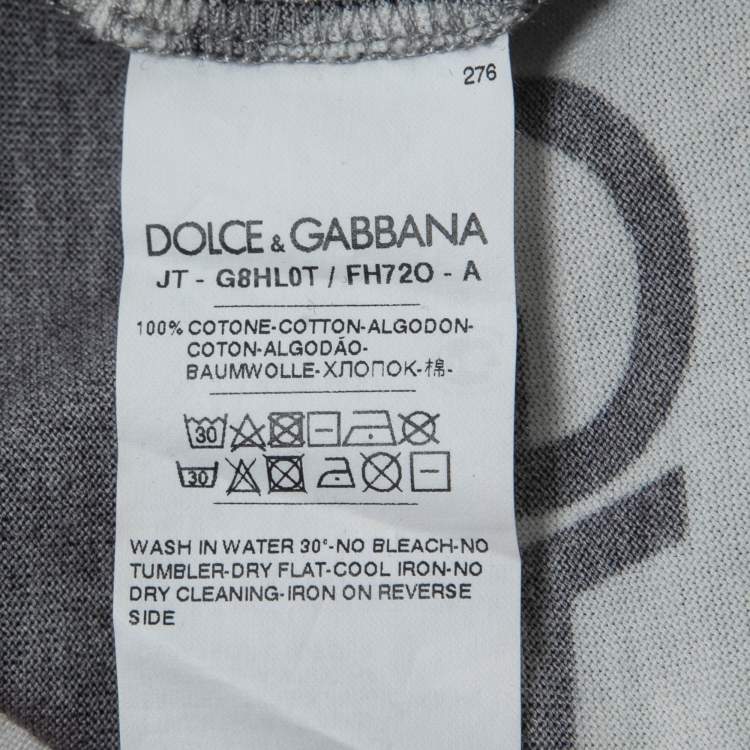 276
DOLCE & GABBANA
JT - G8HL0T / FH72O - A
100% COTONE-COTTON-ALGODON-
COTON-ALGODÃO-
BAUMWOLLE-ХЛОПОК-棉-
30
30
WASH IN WATER 30°-NO BLEACH-NO
TUMBLER-DRY FLAT-COOL IRON-NO
DRY CLEANING-IRON ON REVERSE
SIDE